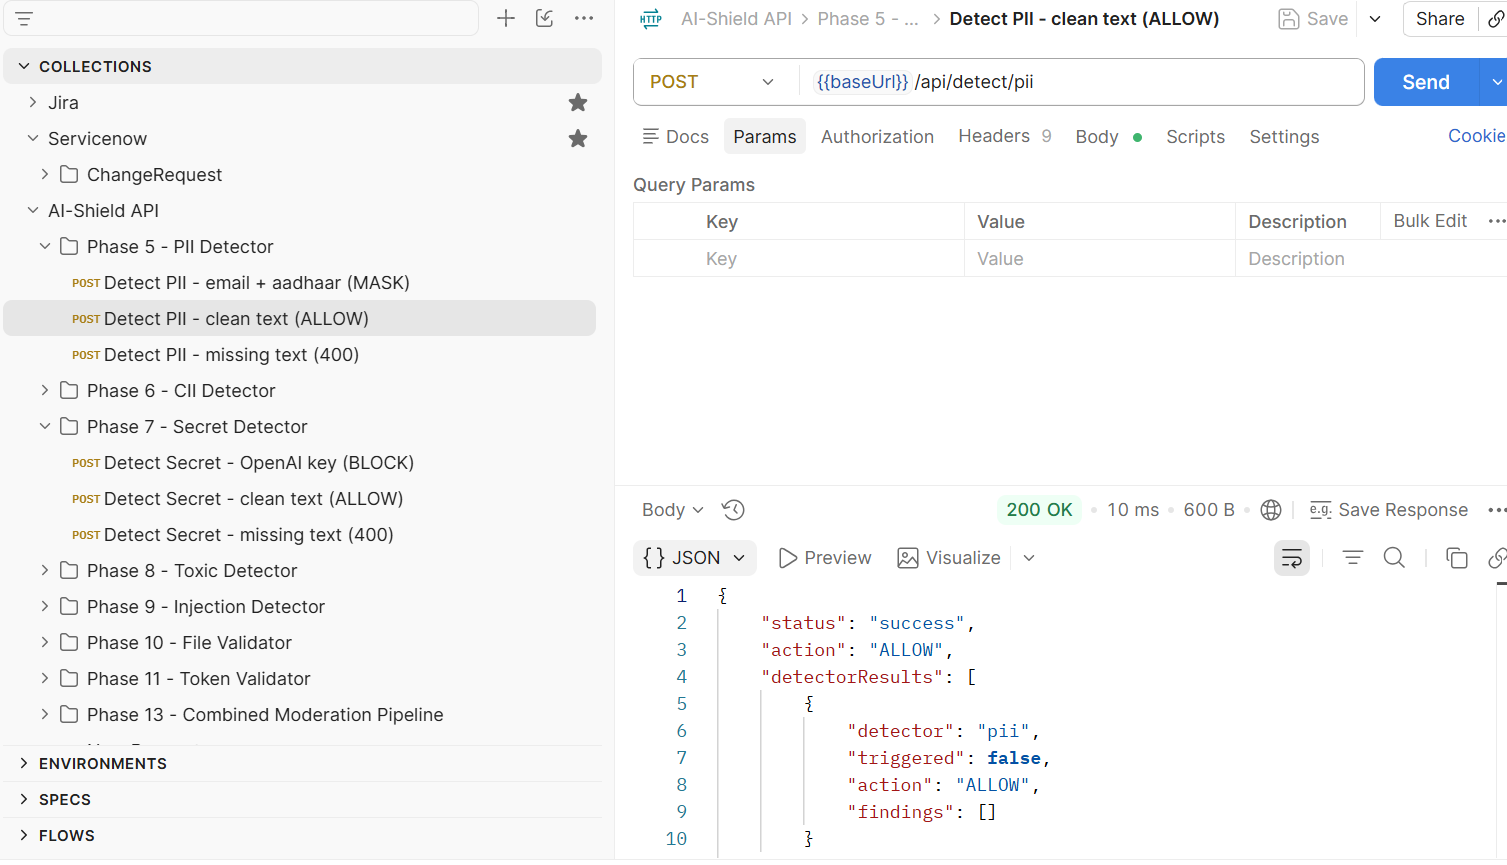 COLLECTIONS
Jira
Servicenow
ChangeRequest
AI-Shield API
Phase 5 - PII Detector
POST Detect PII - email + aadhaar (MASK)
POST Detect PII - clean text (ALLOW)
POST Detect PII - missing text (400)
Phase 6 - CII Detector
Phase 7 - Secret Detector
POST Detect Secret - OpenAI key (BLOCK)
POST Detect Secret - clean text (ALLOW)
POST Detect Secret - missing text (400)
Phase 8 - Toxic Detector
Phase 9 - Injection Detector
Phase 10 - File Validator
Phase 11 - Token Validator
Phase 13 - Combined Moderation Pipeline
ENVIRONMENTS
SPECS
FLOWS
HTTP AI-Shield API > Phase 5 - ... > Detect PII - clean text (ALLOW) Save Share
POST {{baseUrl}} /api/detect/pii Send
Docs Params Authorization Headers 9 Body Scripts Settings Cookie
Query Params
Key Value Description Bulk Edit
Key Value Description
Body 200 OK 10 ms 600 B e.g. Save Response
{} JSON Preview Visualize
1 {
2 "status": "success",
3 "action": "ALLOW",
4 "detectorResults": [
5 {
6 "detector": "pii",
7 "triggered": false,
8 "action": "ALLOW",
9 "findings": []
10 }